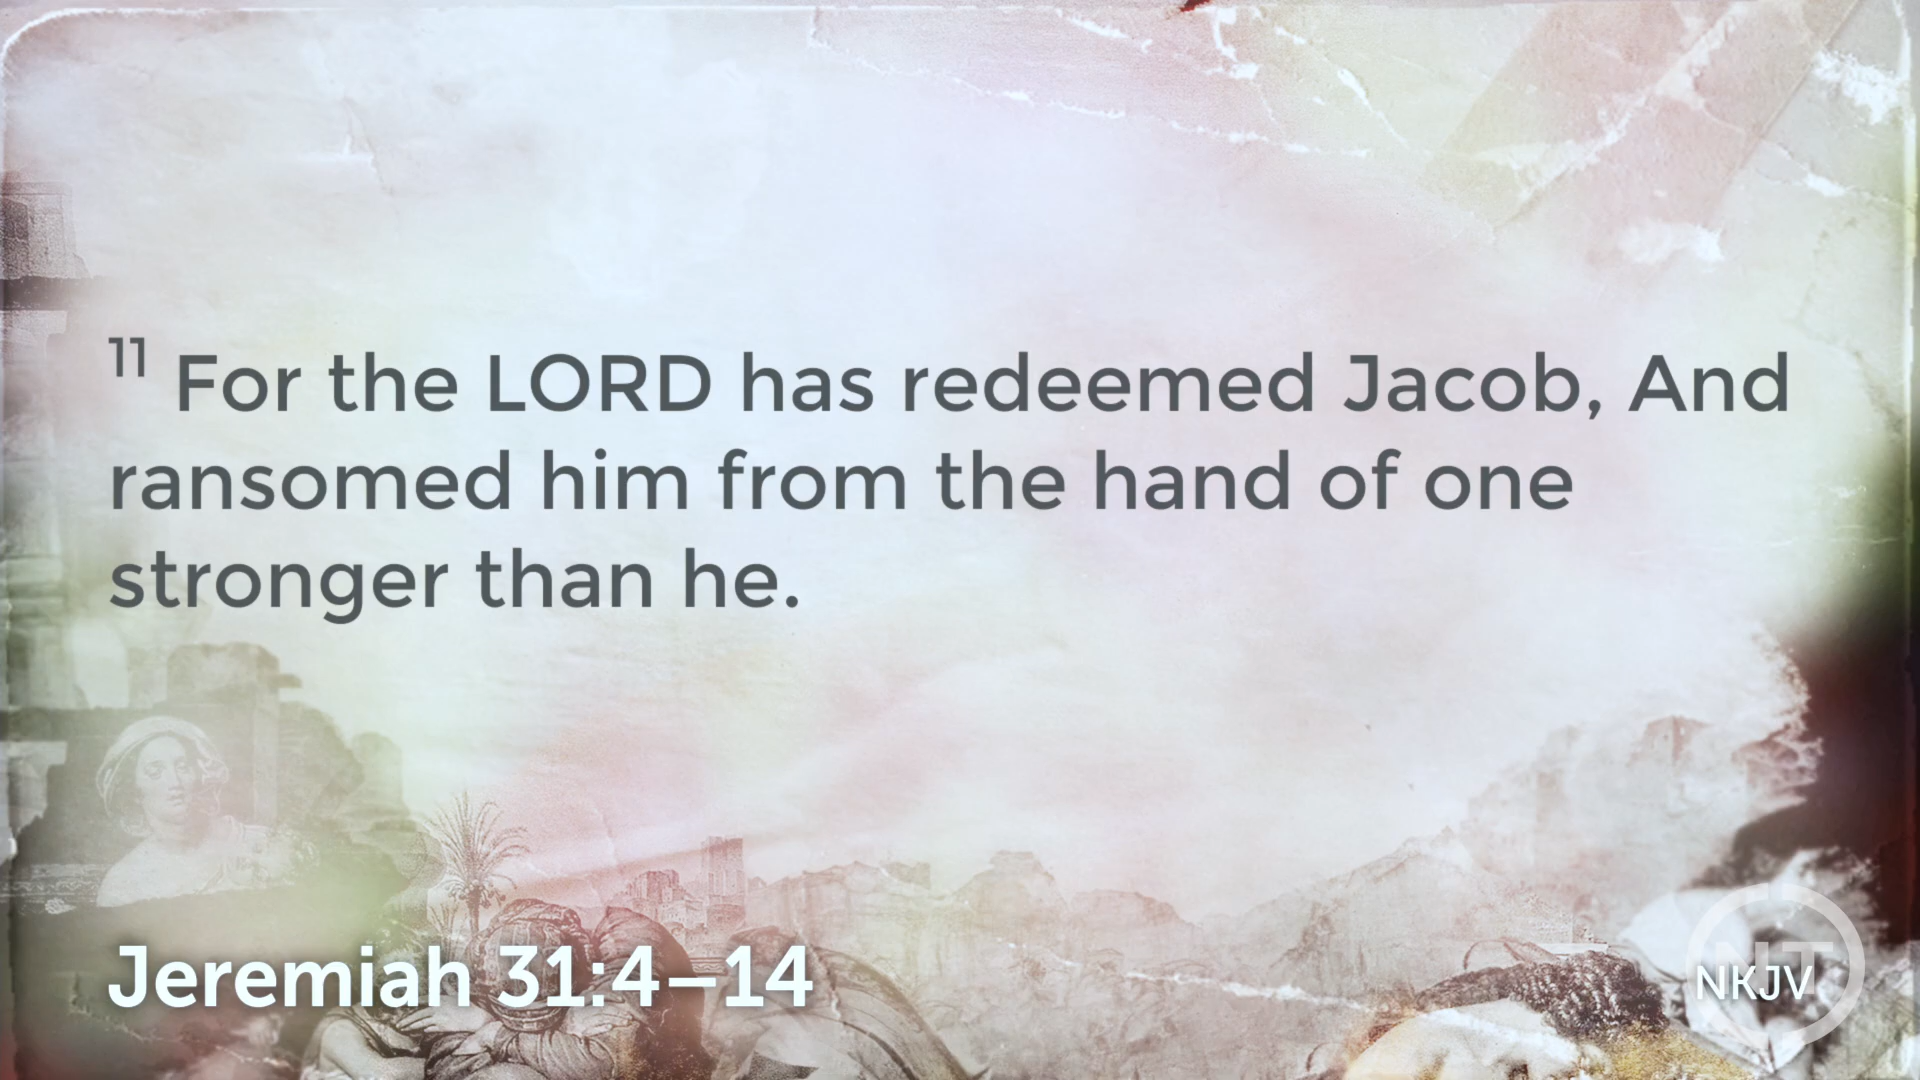 11 For the LORD has redeemed Jacob, And
ransomed him from the hand of one
stronger than he.
Jeremiah 31:4–14
NT
NKJV